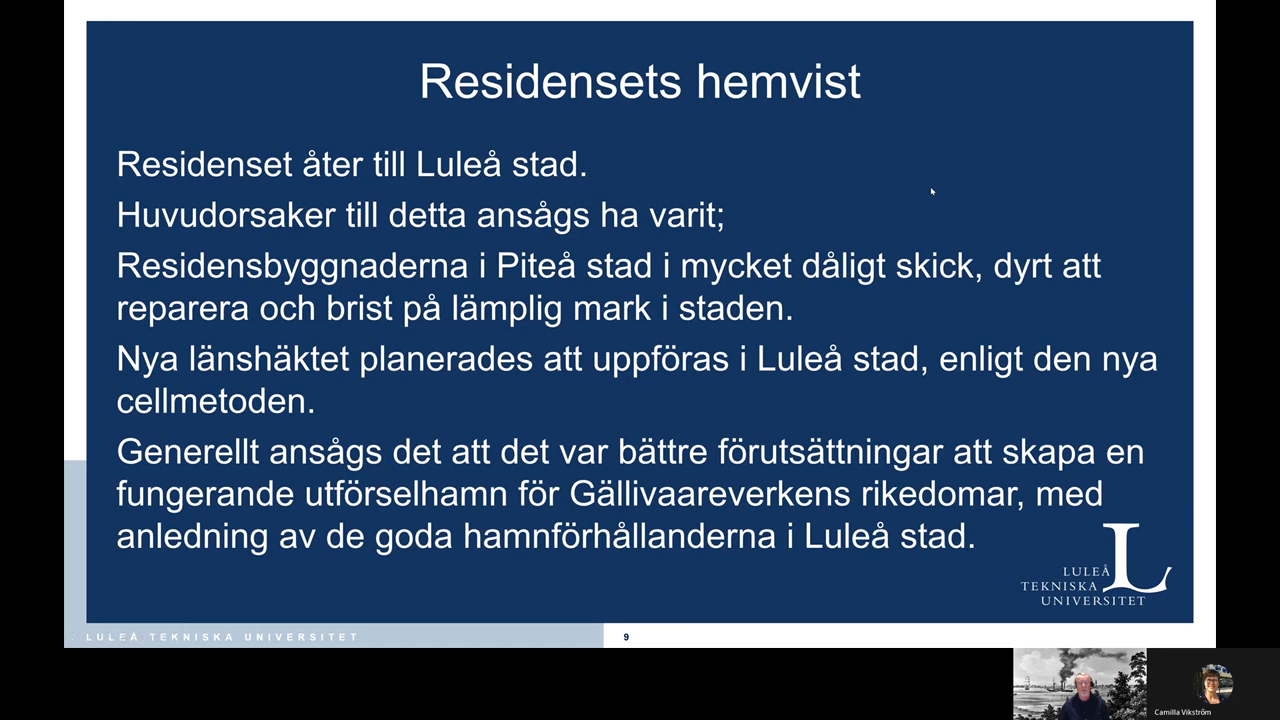 Residensets hemvist
Residenset åter till Luleå stad.
Huvudorsaker till detta ansågs ha varit;
Residensbyggnaderna i Piteå stad i mycket dåligt skick, dyrt att
reparera och brist på lämplig mark i staden.
Nya länshäktet planerades att uppföras i Luleå stad, enligt den nya
cellmetoden.
Generellt ansågs det att det var bättre förutsättningar att skapa en
fungerande utförselhamn för Gällivaareverkens rikedomar, med
anledning av de goda hamnförhållanderna i Luleå stad.
LULEÅ
TEKNISKA
UNIVERSITET
LULEÅ TEKNISKA UNIVERSITET
9
Camilla Vikström